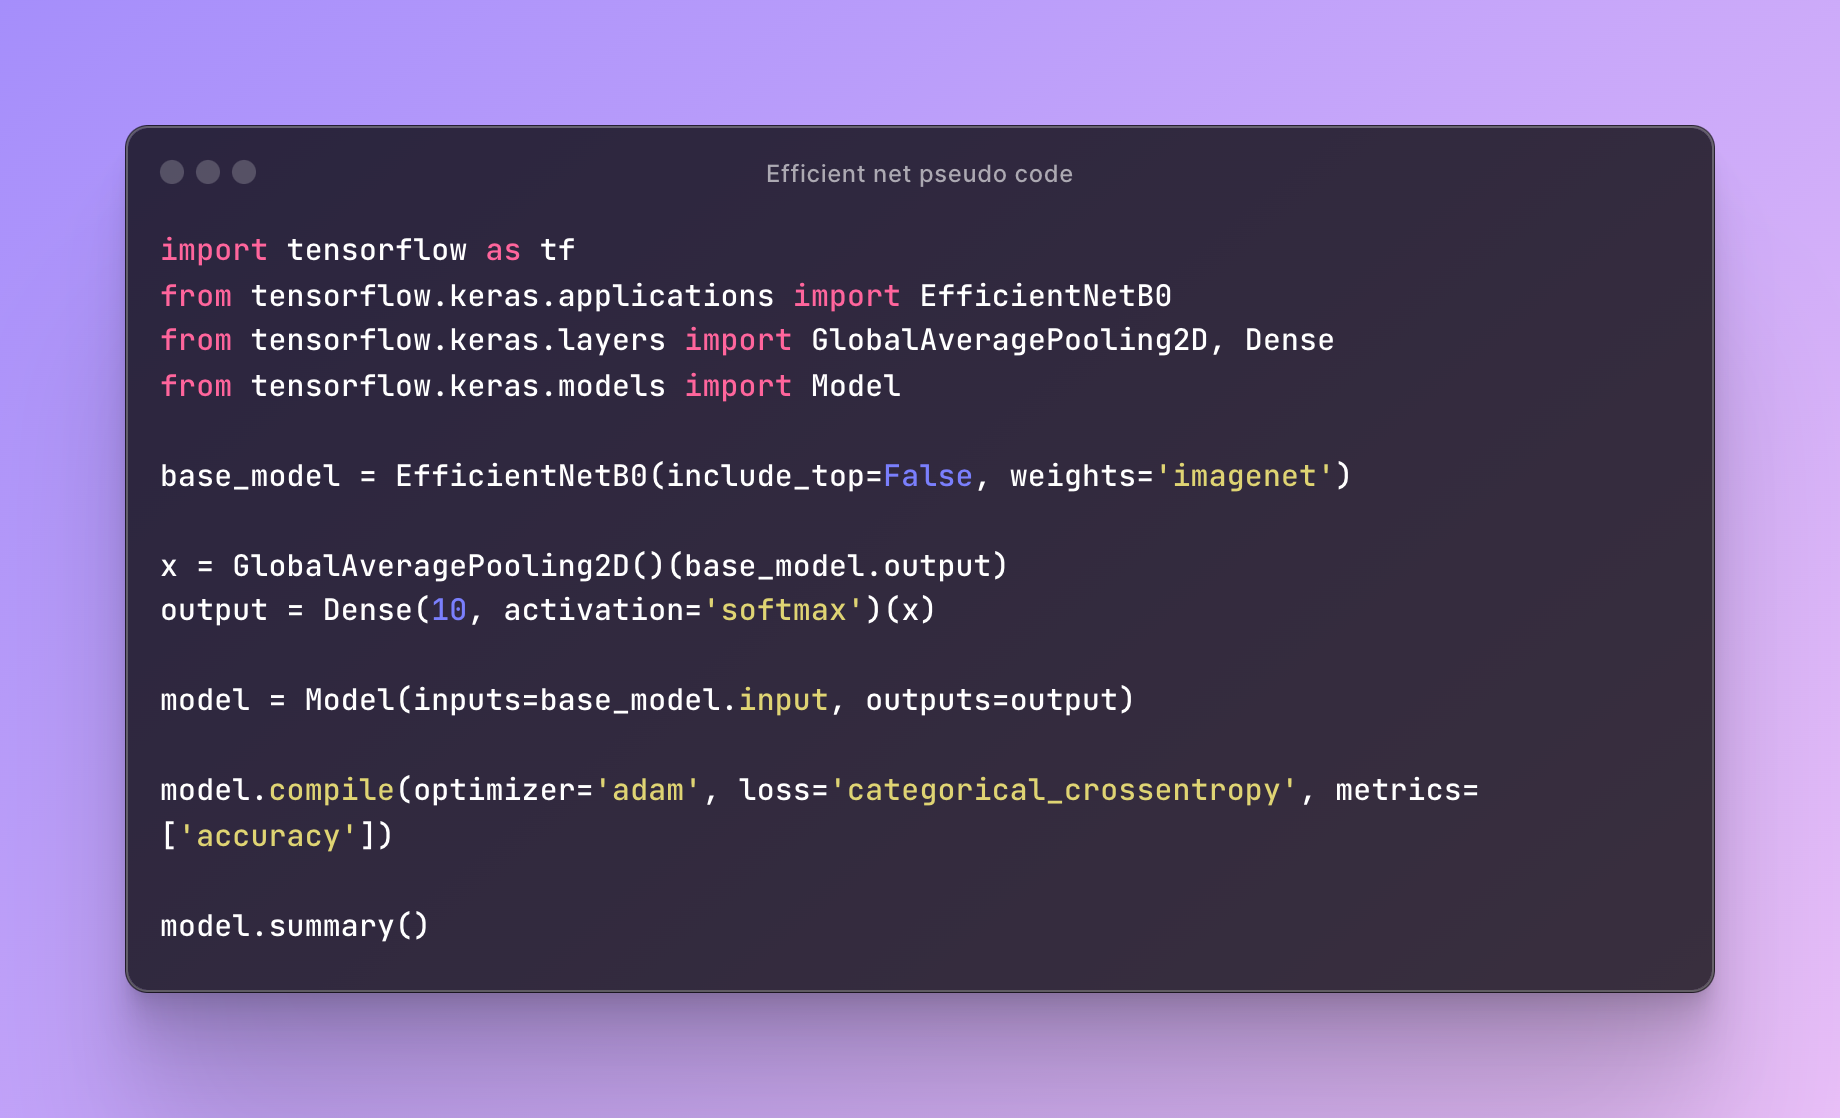 Efficient net pseudo code
import tensorflow as tf
from tensorflow.keras.applications import EfficientNetB0
from tensorflow.keras.layers import GlobalAveragePooling2D, Dense
from tensorflow.keras.models import Model
base_model = EfficientNetB0(include_top=False, weights='imagenet')
x = GlobalAveragePooling2D()(base_model.output)
output = Dense(10, activation='softmax')(x)
model = Model(inputs=base_model.input, outputs=output)
model.compile(optimizer='adam', loss='categorical_crossentropy', metrics=
['accuracy'])
model.summary()